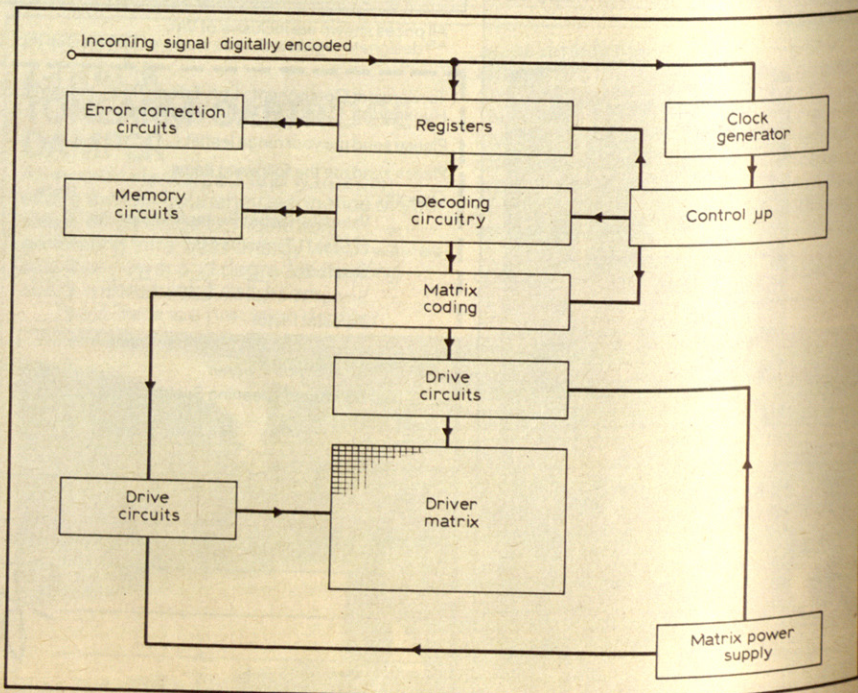 Incoming signal digitally encoded
Error correction
circuits
Registers
Clock
generator
Memory
circuits
Decoding
circuitry
Control µp
Matrix
coding
Drive
circuits
Drive
circuits
Driver
matrix
Matrix power
supply